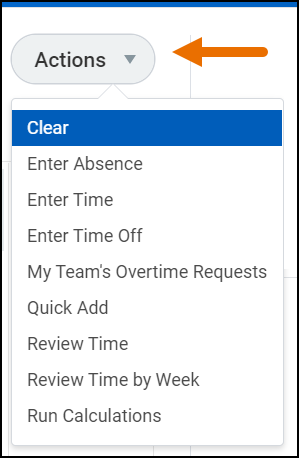 Actions
Clear
Enter Absence
Enter Time
Enter Time Off
My Team's Overtime Requests
Quick Add
Review Time
Review Time by Week
Run Calculations